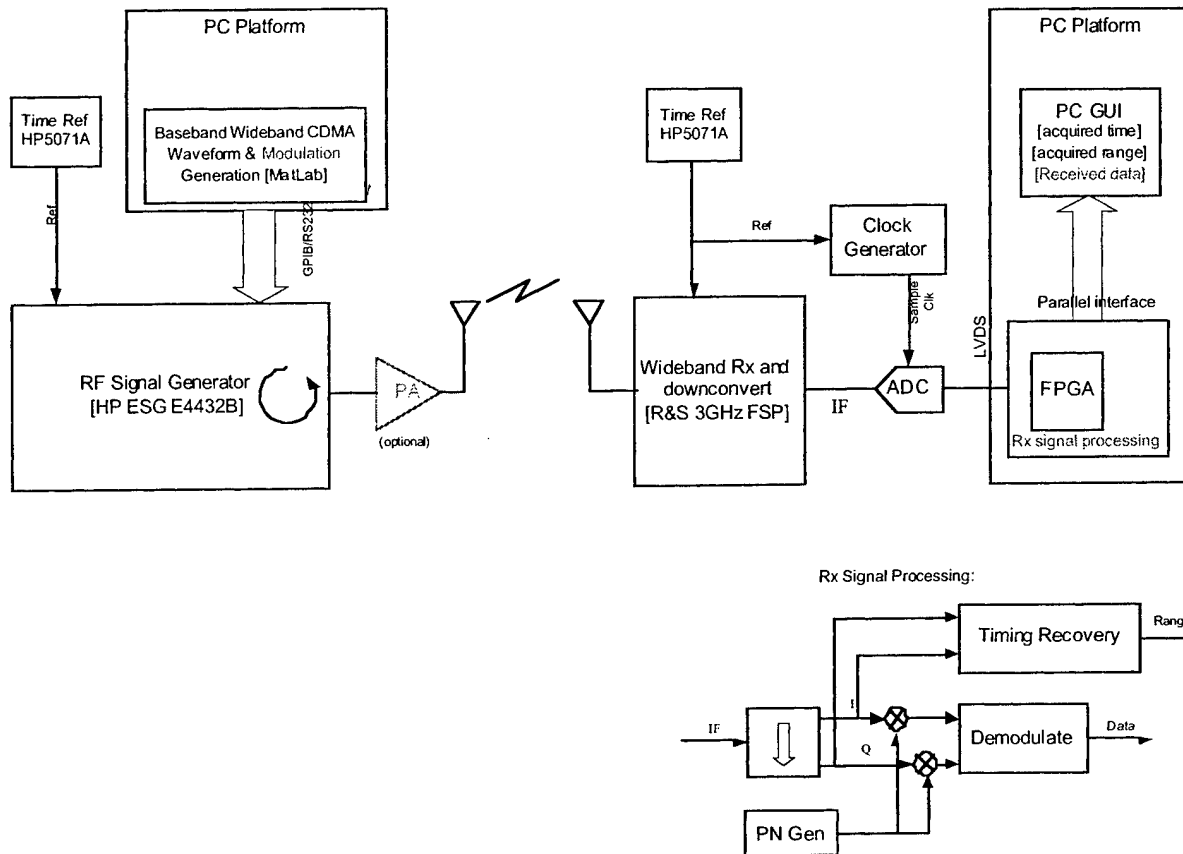 PC Platform
Time Ref
HP5071A
Baseband Wideband CDMA
Waveform & Modulation
Generation [MatLab]
Ref
GPIB/RS232
RF Signal Generator
[HP ESG E4432B]
PA
(optional)
Time Ref
HP5071A
Ref
Clock
Generator
Sample
Clk
Wideband Rx and
downconvert
[R&S 3GHz FSP]
IF
ADC
LVDS
PC Platform
PC GUI
[acquired time]
[acquired range]
[Received data]
Parallel interface
FPGA
Rx signal processing
Rx Signal Processing:
Timing Recovery
Rang
IF
I
Q
Demodulate
Data
PN Gen